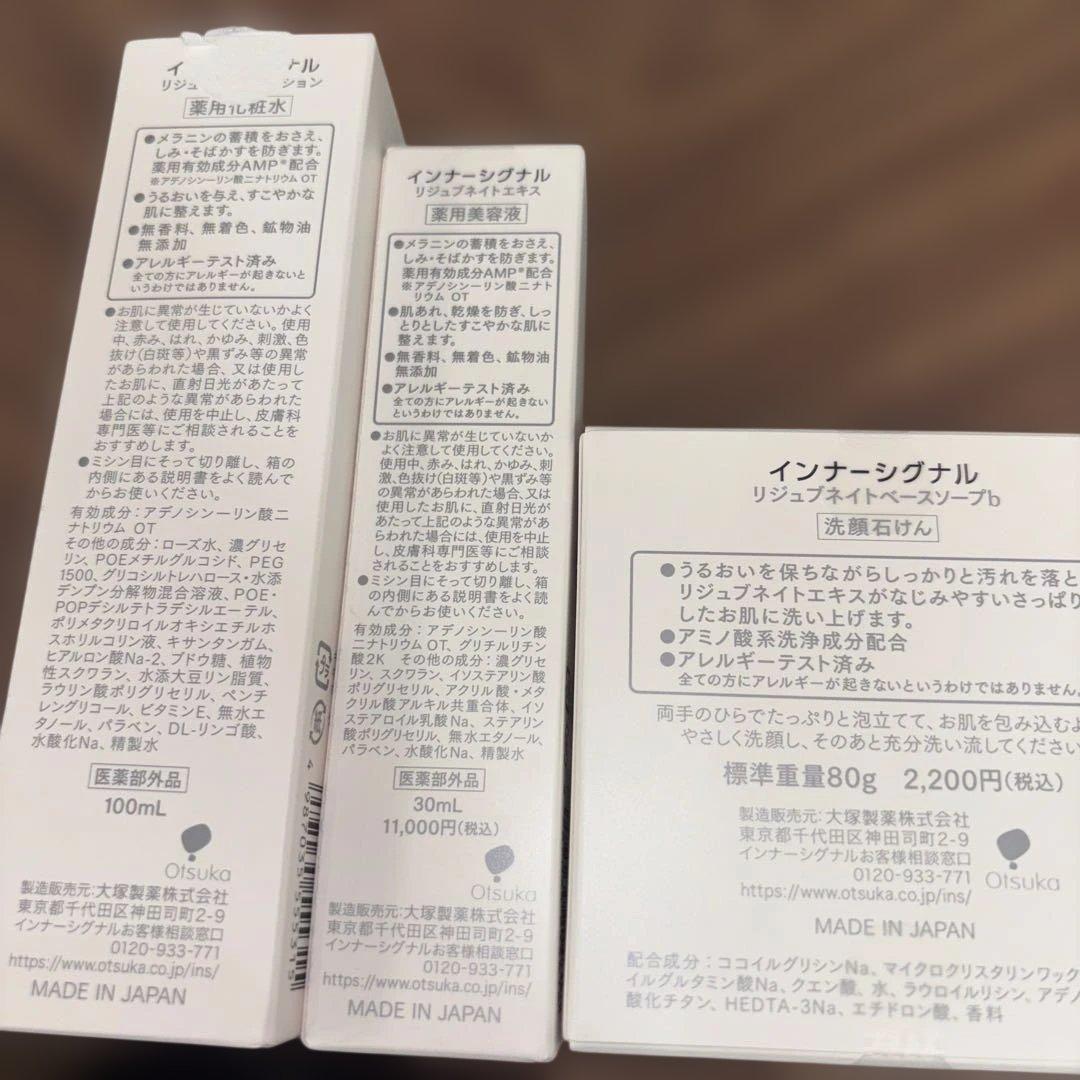 イ ナル
リジュ ション
薬用化粧水
●メラニンの蓄積をおさえ、
しみ・そばかすを防ぎます。
薬用有効成分AMP※配合
※アデノシン一リン酸二ナトリウム OT
●うるおいを与え、すこやかな
肌に整えます。
●無香料、無着色、鉱物油
無添加
●アレルギーテスト済み
全ての方にアレルギーが起きないと
いうわけではありません。
●お肌に異常が生じていないかよく
注意して使用してください。使用
中、赤み、はれ、かゆみ、刺激、色
抜け(白斑等)や黒ずみ等の異常
があらわれた場合、又は使用し
たお肌に、直射日光があたって
上記のような異常があらわれた
場合には、使用を中止し、皮膚科
専門医等にご相談されることを
おすすめします。
●ミシン目にそって切り離し、箱の
内側にある説明書をよく読んで
からお使いください。
有効成分:アデノシン一リン酸二
ナトリウム OT
その他の成分:ローズ水、濃グリセ
リン、POEメチルグルコシド、PEG
1500、グリコシルトレハロース・水添
デンプン分解物混合溶液、POE・
POPデシルテトラデシルエーテル、
ポリメタクリロイルオキシエチルホ
スホリルコリン液、キサンタンガム、
ヒアルロン酸Na-2、ブドウ糖、植物
性スクワラン、水添大豆リン脂質、
ラウリン酸ポリグリセリル、ペンチ
レングリコール、ビタミンE、無水エ
タノール、パラベン、DL-リンゴ酸、
水酸化Na、精製水
医薬部外品
100mL
Otsuka
製造販売元:大塚製薬株式会社
東京都千代田区神田司町2-9
インナーシグナルお客様相談窓口
0120-933-771
https://www.otsuka.co.jp/ins/
MADE IN JAPAN
インナーシグナル
リジュブネイトエキス
薬用美容液
●メラニンの蓄積をおさえ、
しみ・そばかすを防ぎます。
薬用有効成分AMP※配合
※アデノシン一リン酸二ナト
リウム OT
●肌あれ、乾燥を防ぎ、しっ
とりとしたすこやかな肌に
整えます。
●無香料、無着色、鉱物油
無添加
●アレルギーテスト済み
全ての方にアレルギーが起きない
というわけではありません。
●お肌に異常が生じていないか
よく注意して使用してください。
使用中、赤み、はれ、かゆみ、刺
激、色抜け(白斑等)や黒ずみ等
の異常があらわれた場合、又は
使用したお肌に、直射日光が
あたって上記のような異常があ
らわれた場合には、使用を中止
し、皮膚科専門医等にご相談
されることをおすすめします。
●ミシン目にそって切り離し、箱
の内側にある説明書をよく読
んでからお使いください。
有効成分:アデノシン一リン酸
二ナトリウム OT、グリチルリチン
酸2K その他の成分:濃グリセ
リン、スクワラン、イソステアリン酸
ポリグリセリル、アクリル酸・メタ
クリル酸アルキル共重合体、イソ
ステアロイル乳酸Na、ステアリン
酸ポリグリセリル、無水エタノール、
パラベン、水酸化Na、精製水
医薬部外品
30mL
11,000円(税込)
Otsuka
製造販売元:大塚製薬株式会社
東京都千代田区神田司町2-9
インナーシグナルお客様相談窓口
0120-933-771
https://www.otsuka.co.jp/ins/
MADE IN JAPAN
インナーシグナル
リジュブネイトベースソープb
洗顔石けん
●うるおいを保ちながらしっかりと汚れを落と
リジュブネイトエキスがなじみやすいさっぱり
したお肌に洗い上げます。
●アミノ酸系洗浄成分配合
●アレルギーテスト済み
全ての方にアレルギーが起きないというわけではありません。
両手のひらでたっぷりと泡立てて、お肌を包み込むよ
やさしく洗顔し、そのあと充分洗い流してください
標準重量80g 2,200円(税込)
製造販売元:大塚製薬株式会社
東京都千代田区神田司町2-9
インナーシグナルお客様相談窓口
0120-933-771
https://www.otsuka.co.jp/ins/
Otsuka
MADE IN JAPAN
配合成分:ココイルグリシンNa、マイクロクリスタリンワック
イルグルタミン酸Na、クエン酸、水、ラウロイルリシン、アデノ
酸化チタン、HEDTA-3Na、エチドロン酸、香料